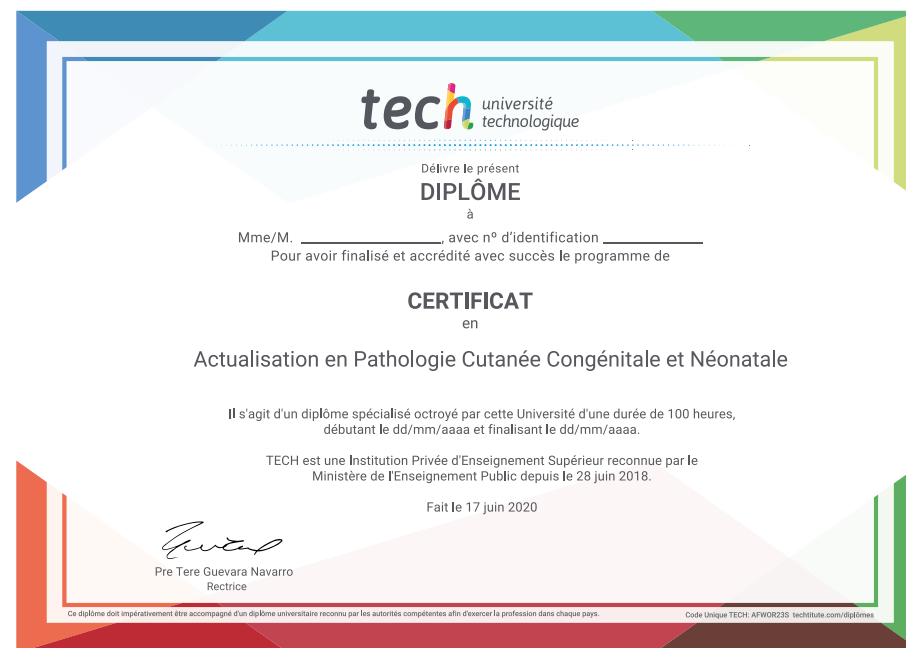 tech université
technologique
Délivre le présent
DIPLÔME
à
Mme/M. ____________________, avec nº d'identification ______________
Pour avoir finalisé et accrédité avec succès le programme de
CERTIFICAT
en
Actualisation en Pathologie Cutanée Congénitale et Néonatale
Il s'agit d'un diplôme spécialisé octroyé par cette Université d'une durée de 100 heures,
débutant le dd/mm/aaaa et finalisant le dd/mm/aaaa.
TECH est une Institution Privée d'Enseignement Supérieur reconnue par le
Ministère de l'Enseignement Public depuis le 28 juin 2018.
Fait le 17 juin 2020
Pre Tere Guevara Navarro
Rectrice
Ce diplôme doit impérativement être accompagné d'un diplôme universitaire reconnu par les autorités compétentes afin d'exercer la profession dans chaque pays.
Code Unique TECH: AFWOR23S techtitute.com/diplômes